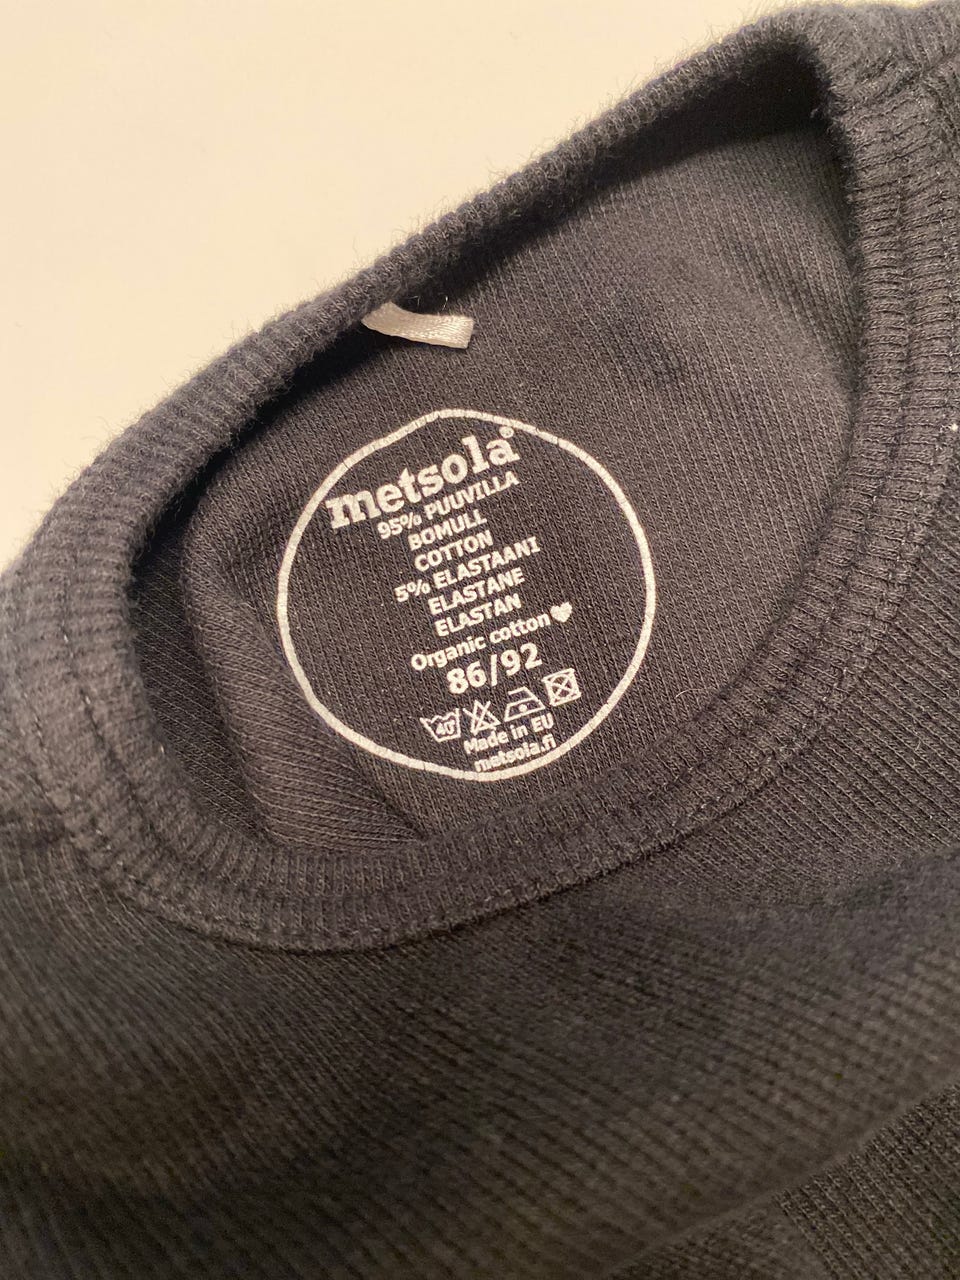 metsola®
95% PUUVILLA
BOMULL
COTTON
5% ELASTAANI
ELASTANE
ELASTAN
Organic cotton ♥
86/92
40
Made in EU
metsola.fi